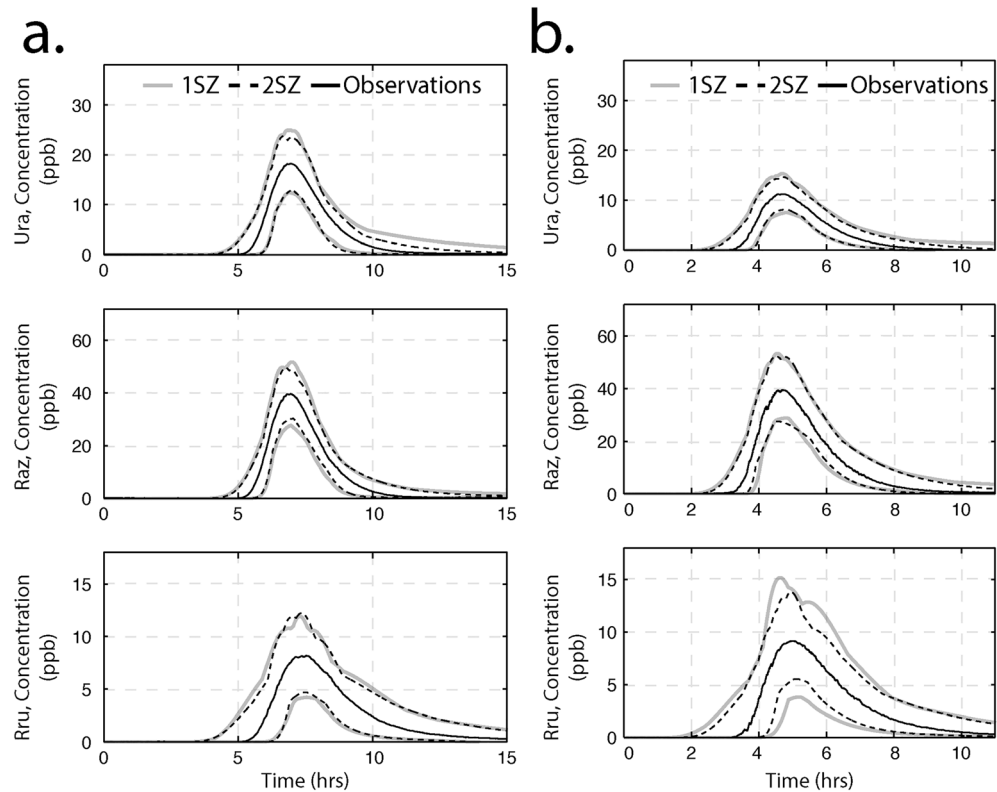 a.
1SZ 2SZ Observations
Ura, Concentration
(ppb)
30
20
10
0
0 5 10 15
Raz, Concentration
(ppb)
60
40
20
0
0 5 10 15
Rru, Concentration
(ppb)
15
10
5
0
0 5 10 15
Time (hrs)
b.
1SZ 2SZ Observations
Ura, Concentration
(ppb)
30
20
10
0
0 2 4 6 8 10
Raz, Concentration
(ppb)
60
40
20
0
0 2 4 6 8 10
Rru, Concentration
(ppb)
15
10
5
0
0 2 4 6 8 10
Time (hrs)